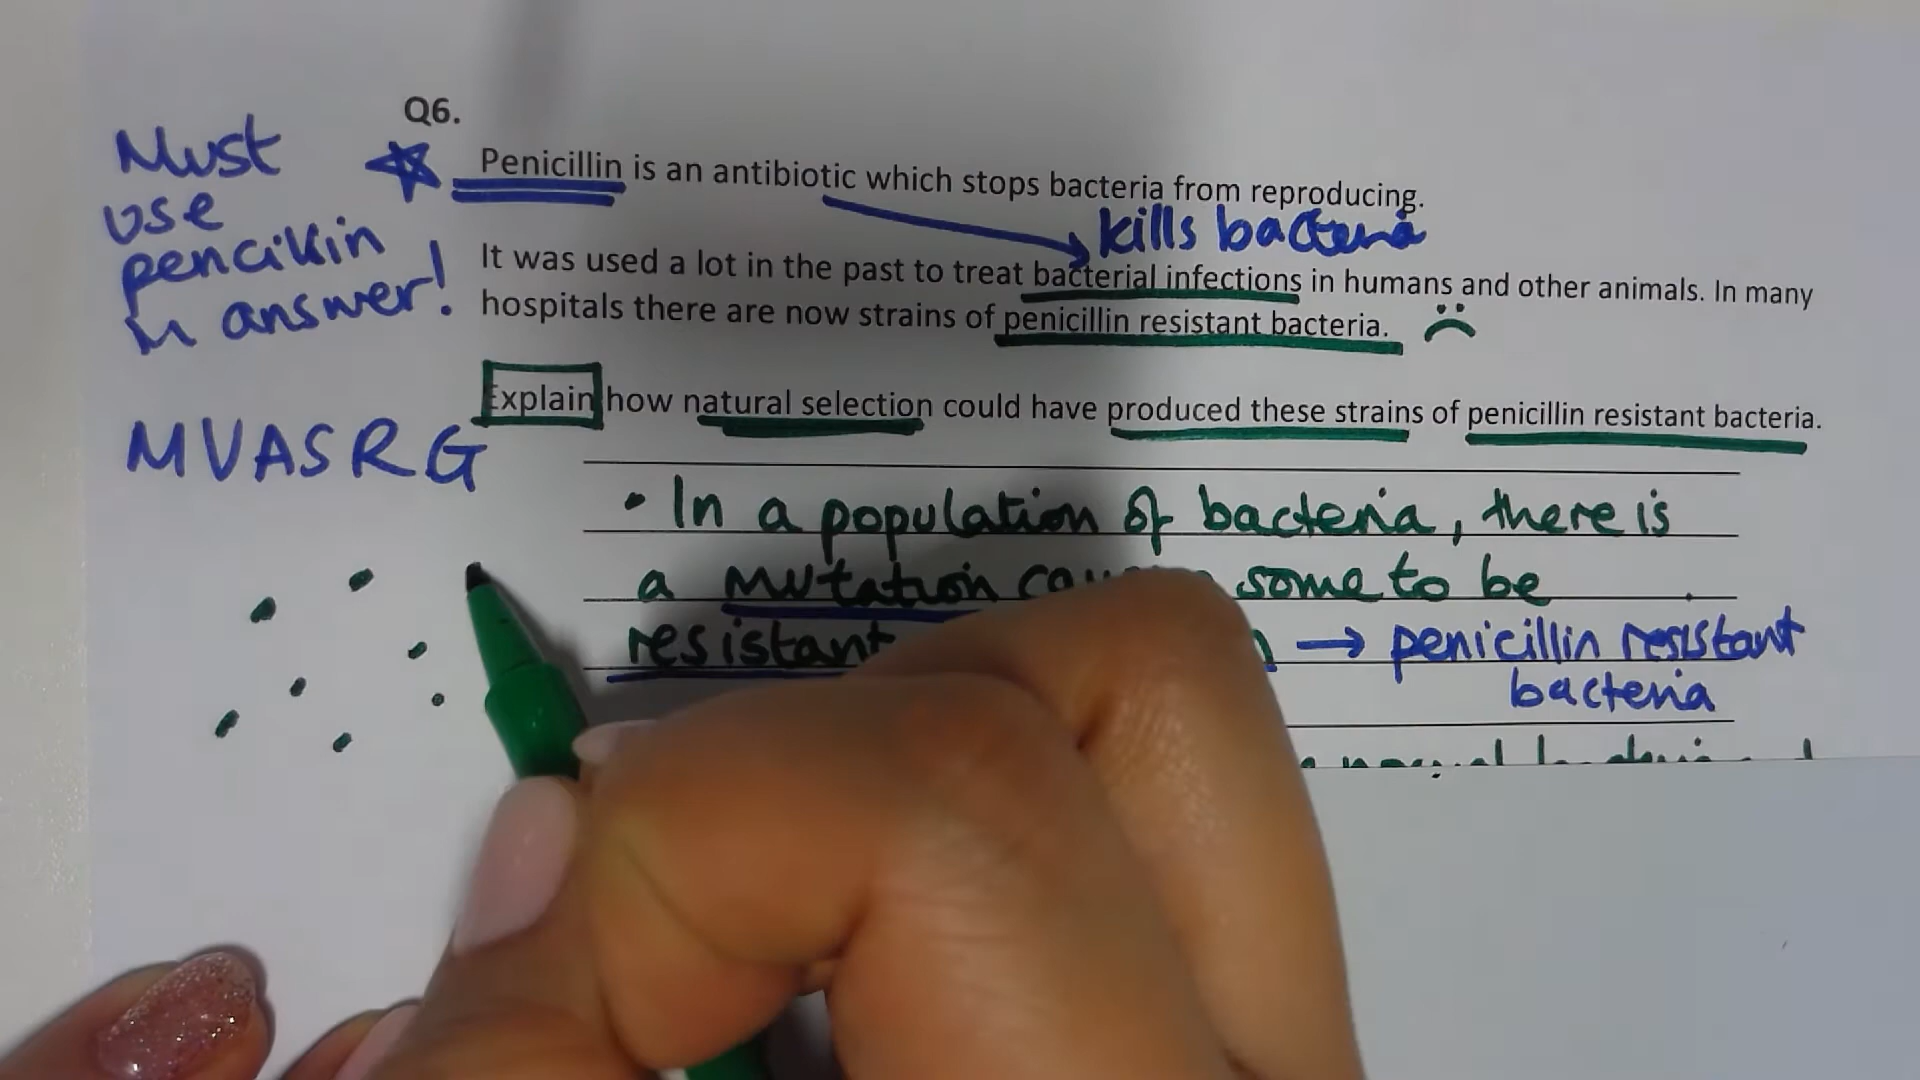 Q6.
Must
use
pencikin
in answer!
Penicillin is an antibiotic which stops bacteria from reproducing.
kills bacteria
It was used a lot in the past to treat bacterial infections in humans and other animals. In many
hospitals there are now strains of penicillin resistant bacteria.
Explain how natural selection could have produced these strains of penicillin resistant bacteria.
MVASRG
• In a population of bacteria, there is
a mutation some to be
resistant → penicillin resistant
bacteria